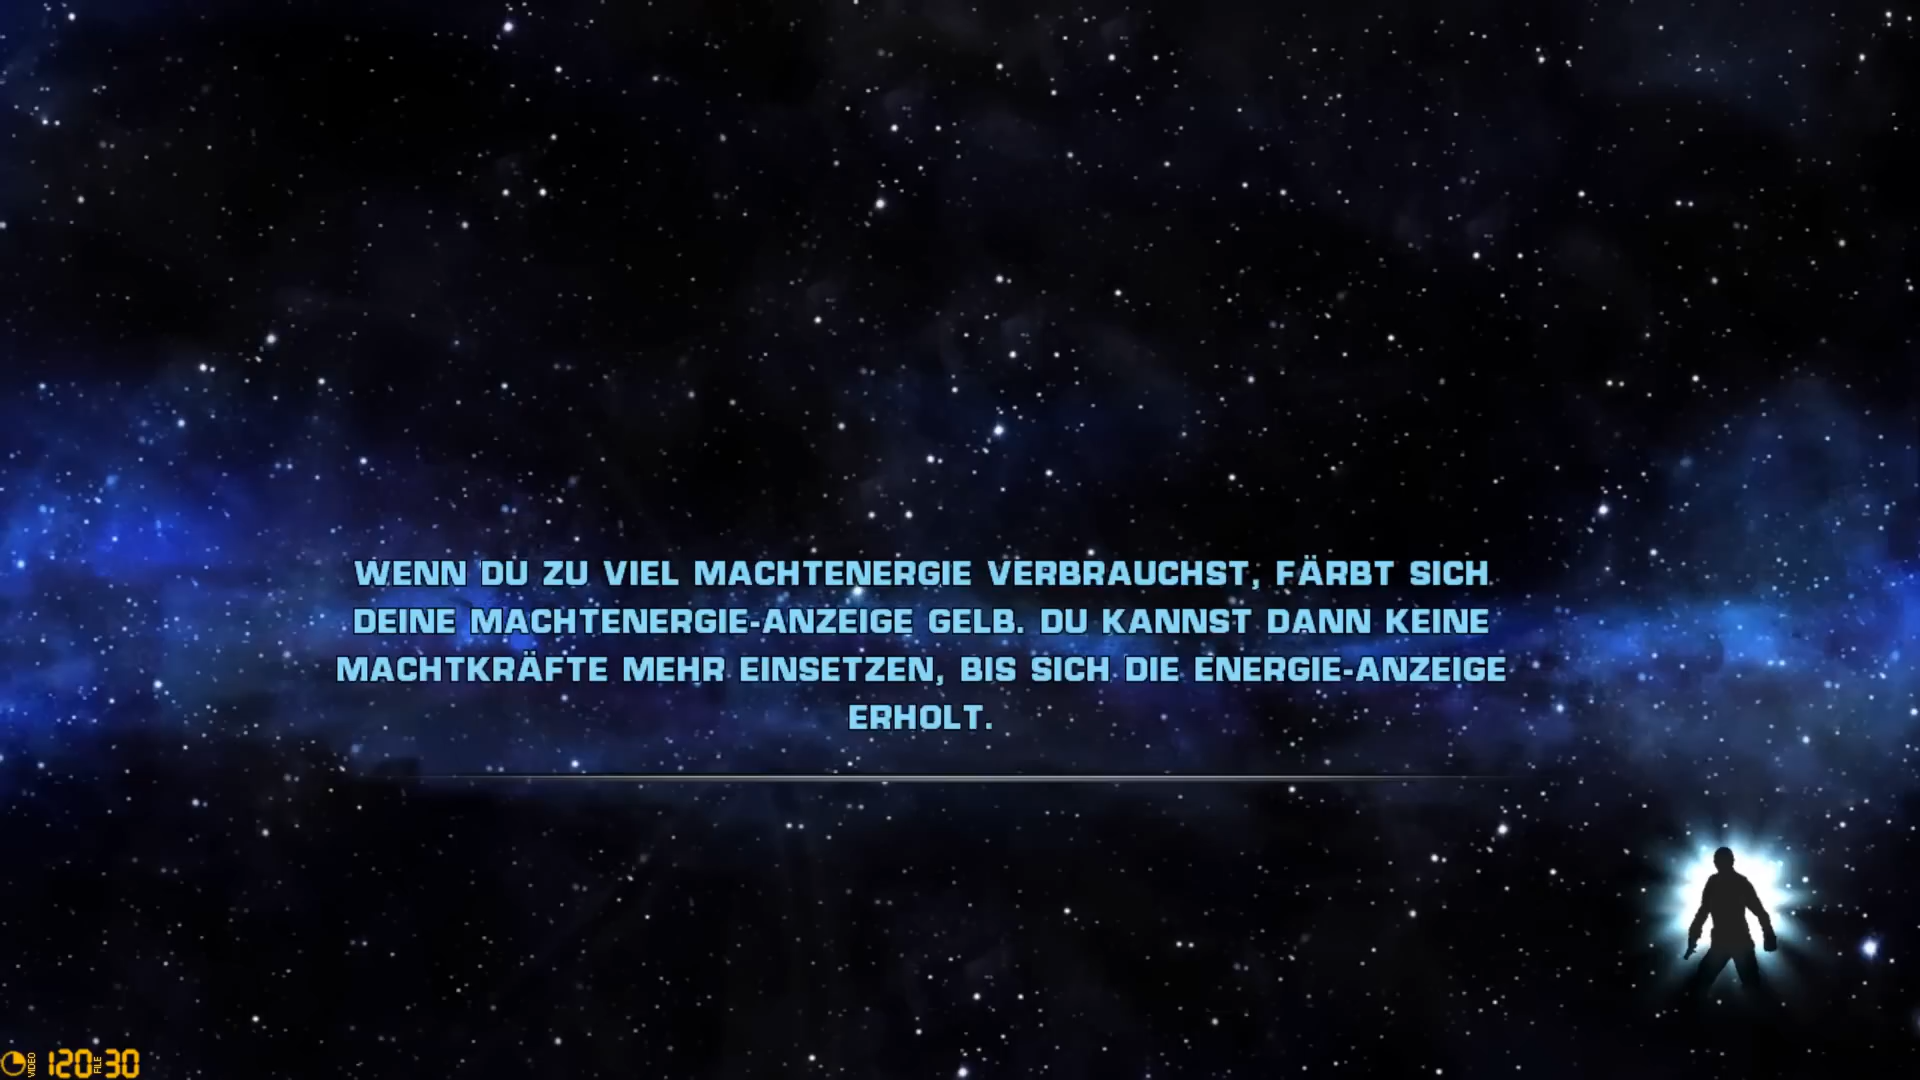 WENN DU ZU VIEL MACHTENERGIE VERBRAUCHST, FÄRBT SICH
DEINE MACHTENERGIE-ANZEIGE GELB. DU KANNST DANN KEINE
MACHTKRÄFTE MEHR EINSETZEN, BIS SICH DIE ENERGIE-ANZEIGE
ERHOLT.
VIDEO 120 FILE 30